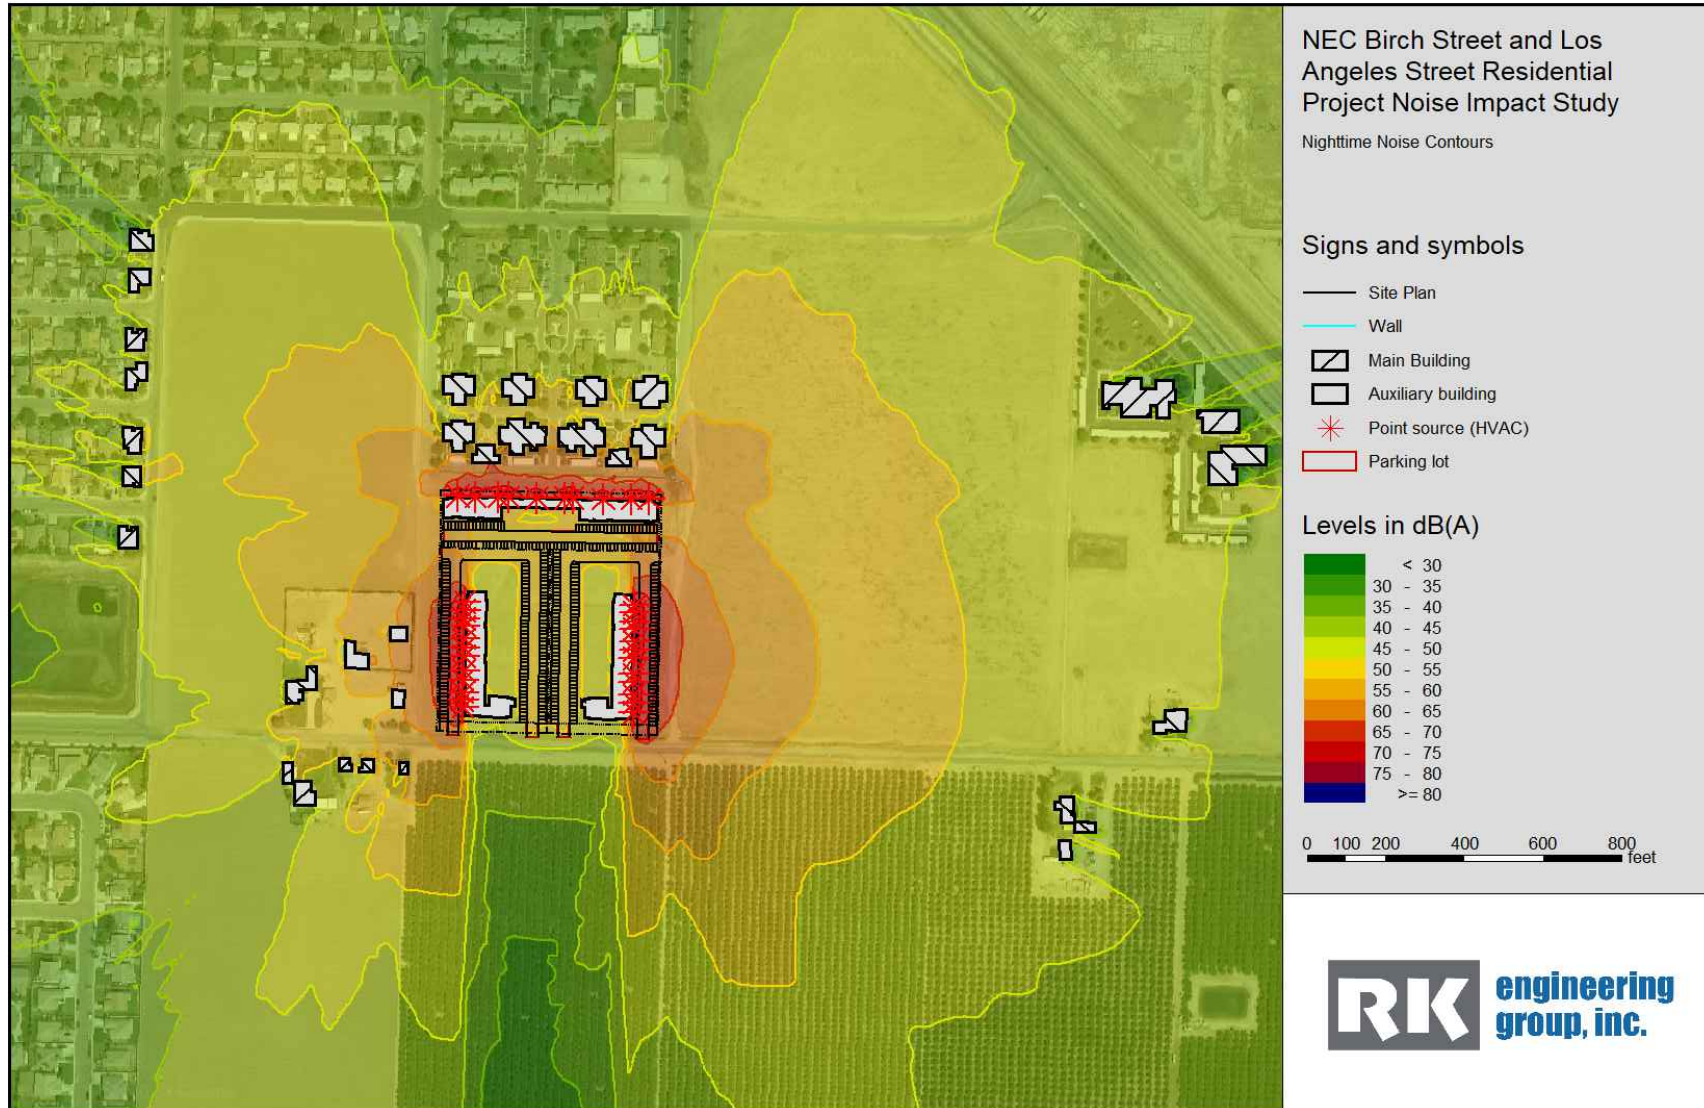 NEC Birch Street and Los
Angeles Street Residential
Project Noise Impact Study
Nighttime Noise Contours
Signs and symbols
Site Plan
Wall
Main Building
Auxiliary building
Point source (HVAC)
Parking lot
Levels in dB(A)
< 30
30 - 35
35 - 40
40 - 45
45 - 50
50 - 55
55 - 60
60 - 65
65 - 70
70 - 75
75 - 80
>= 80
0 100 200 400 600 800
feet
RK engineering
group, inc.